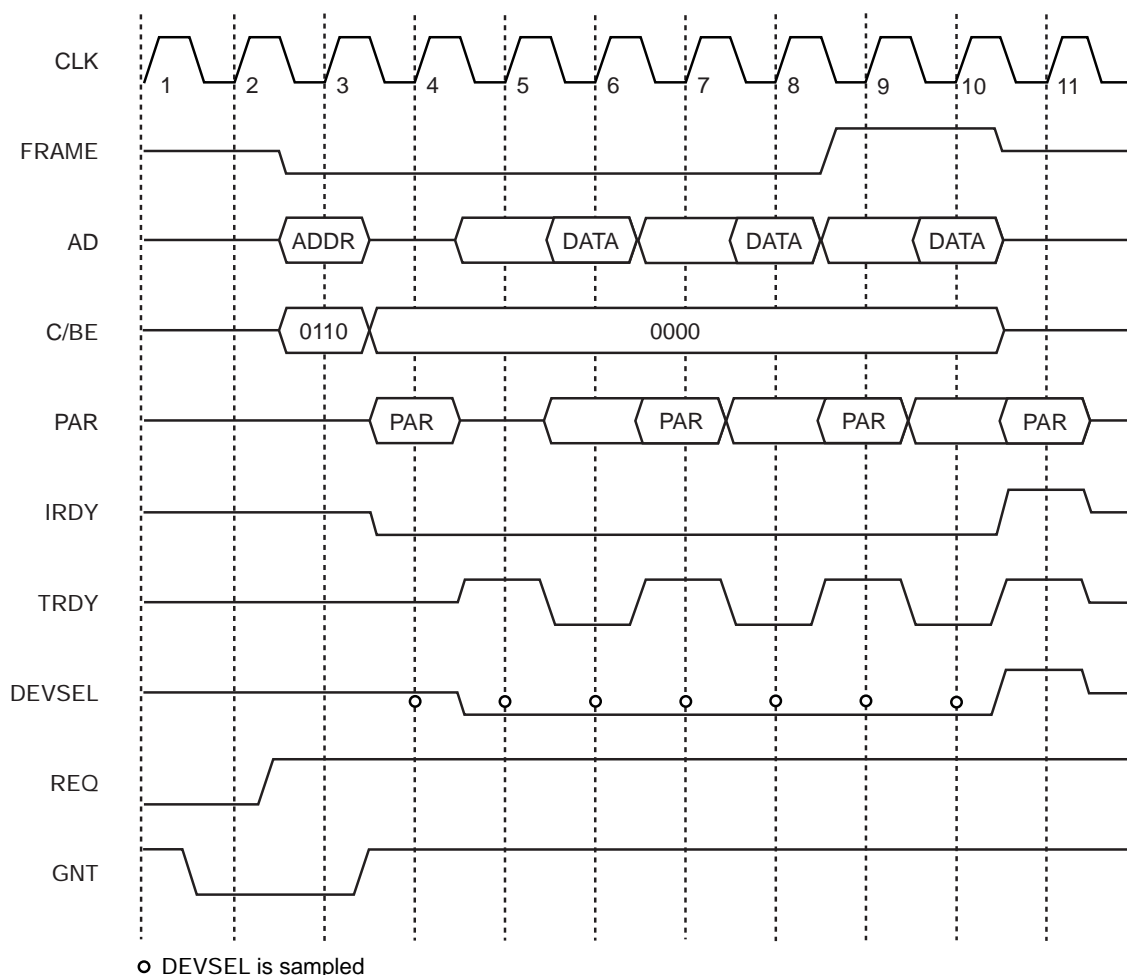 CLK
1 2 3 4 5 6 7 8 9 10 11
FRAME
AD ADDR DATA DATA DATA
C/BE 0110 0000
PAR PAR PAR PAR PAR
IRDY
TRDY
DEVSEL
REQ
GNT
DEVSEL is sampled